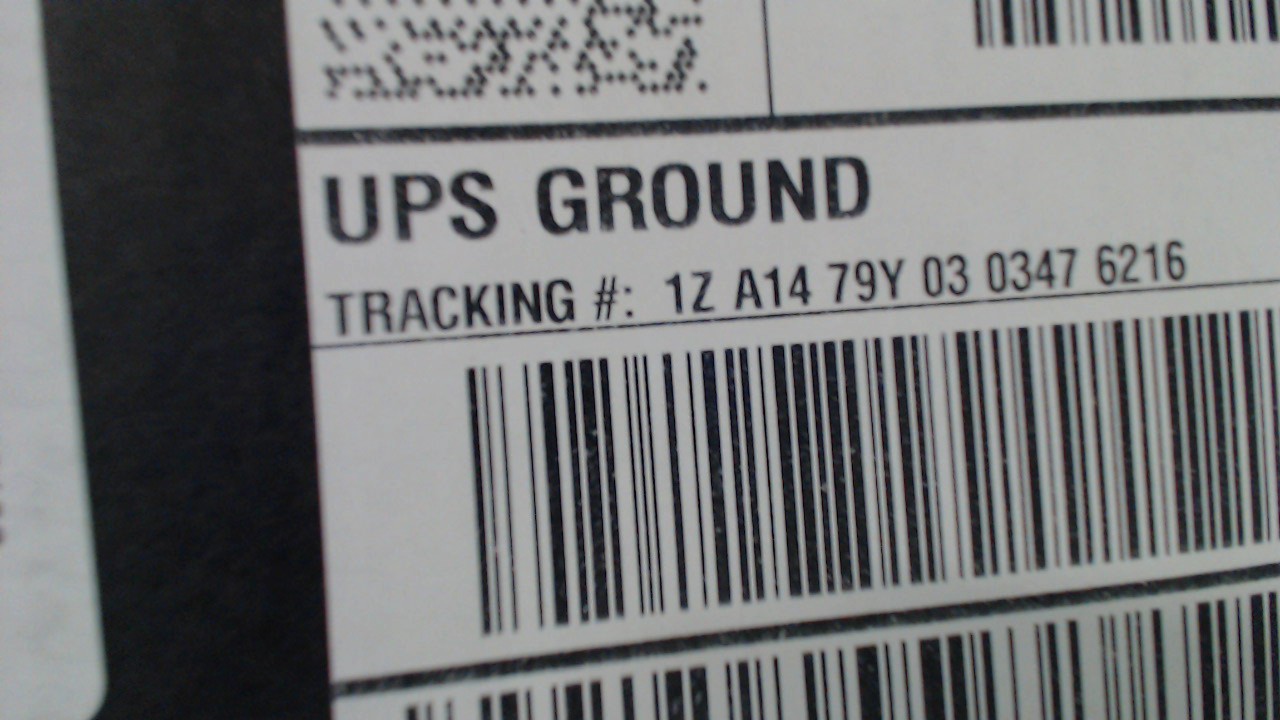 UPS GROUND
TRACKING #: 1Z A14 79Y 03 0347 6216